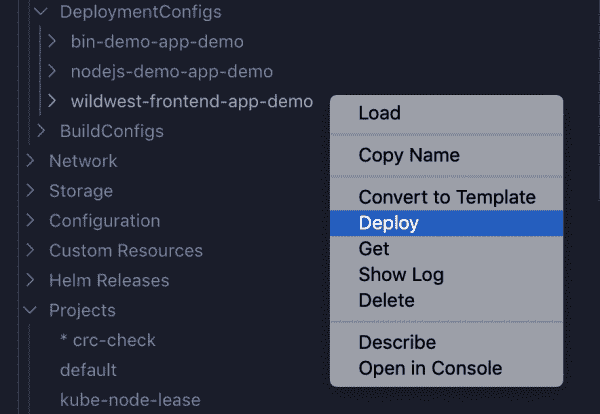 DeploymentConfigs
bin-demo-app-demo
nodejs-demo-app-demo
wildwest-frontend-app-demo
BuildConfigs
Network
Storage
Configuration
Custom Resources
Helm Releases
Projects
* crc-check
default
kube-node-lease
Load
Copy Name
Convert to Template
Deploy
Get
Show Log
Delete
Describe
Open in Console